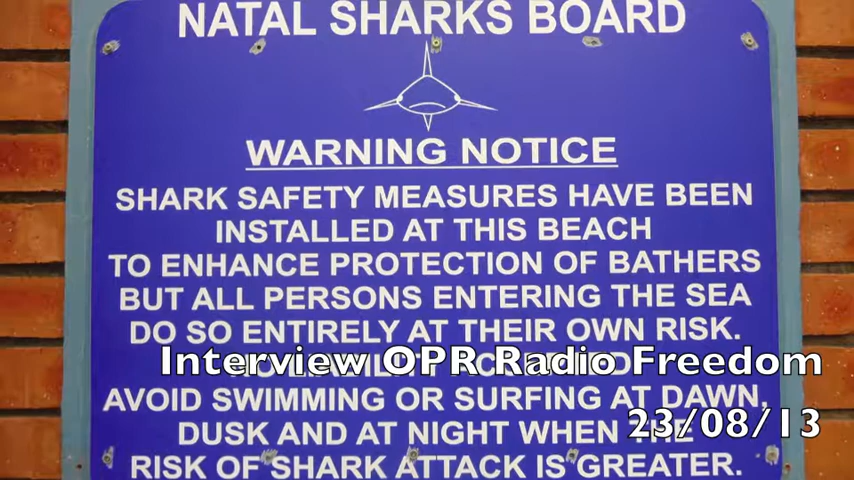 NATAL SHARKS BOARD
WARNING NOTICE
SHARK SAFETY MEASURES HAVE BEEN
INSTALLED AT THIS BEACH
TO ENHANCE PROTECTION OF BATHERS
BUT ALL PERSONS ENTERING THE SEA
DO SO ENTIRELY AT THEIR OWN RISK.
Interview OPR Radio Freedom
AVOID SWIMMING OR SURFING AT DAWN,
DUSK AND AT NIGHT WHEN THE
23/08/13
RISK OF SHARK ATTACK IS GREATER.